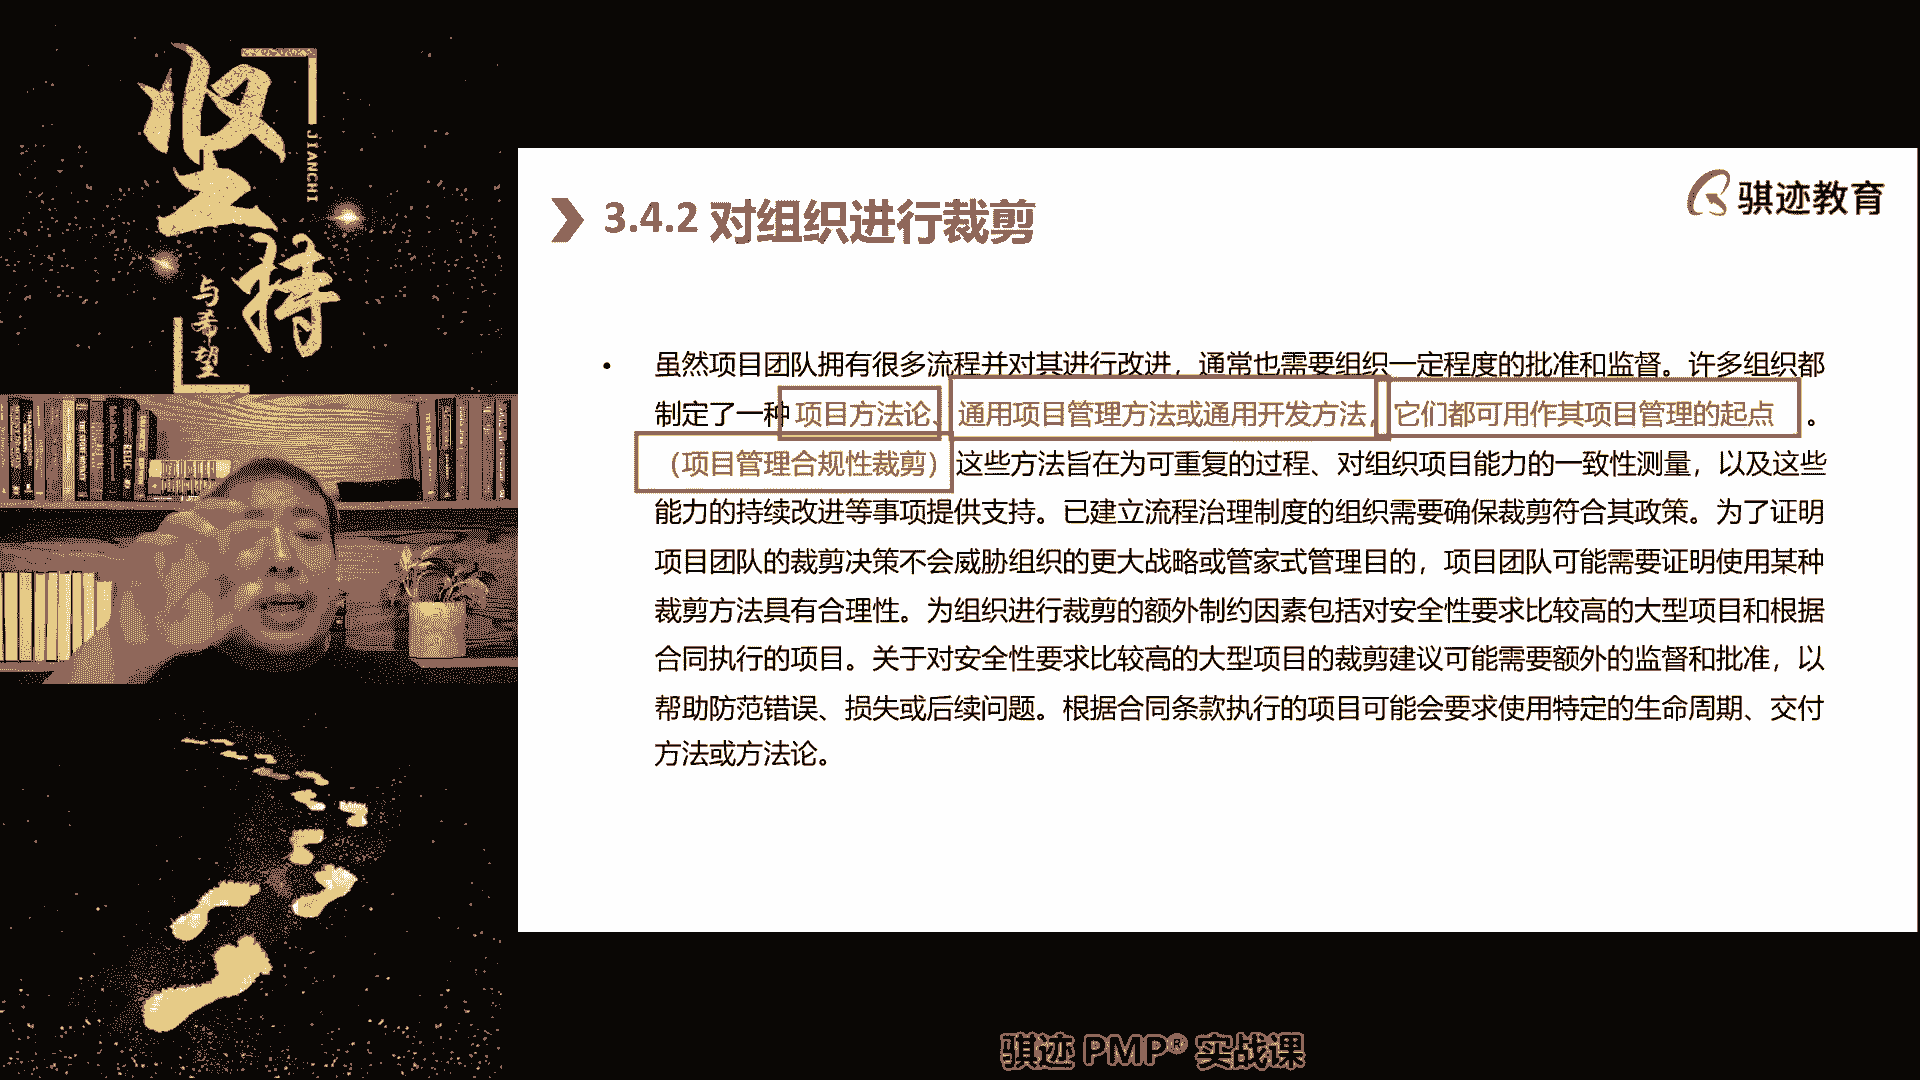 坚
持
JIANCHI
与希望
骐迹教育
3.4.2 对组织进行裁剪
• 虽然项目团队拥有很多流程并对其进行改进，通常也需要组织一定程度的批准和监督。许多组织都
制定了一种 项目方法论、通用项目管理方法或通用开发方法，它们都可用作其项目管理的起点 。
（项目管理合规性裁剪）这些方法旨在为可重复的过程、对组织项目能力的一致性测量，以及这些
能力的持续改进等事项提供支持。已建立流程治理制度的组织需要确保裁剪符合其政策。为了证明
项目团队的裁剪决策不会威胁组织的更大战略或管家式管理目的，项目团队可能需要证明使用某种
裁剪方法具有合理性。为组织进行裁剪的额外制约因素包括对安全性要求比较高的大型项目和根据
合同执行的项目。关于对安全性要求比较高的大型项目的裁剪建议可能需要额外的监督和批准，以
帮助防范错误、损失或后续问题。根据合同条款执行的项目可能会要求使用特定的生命周期、交付
方法或方法论。
骐迹 PMP® 实战课